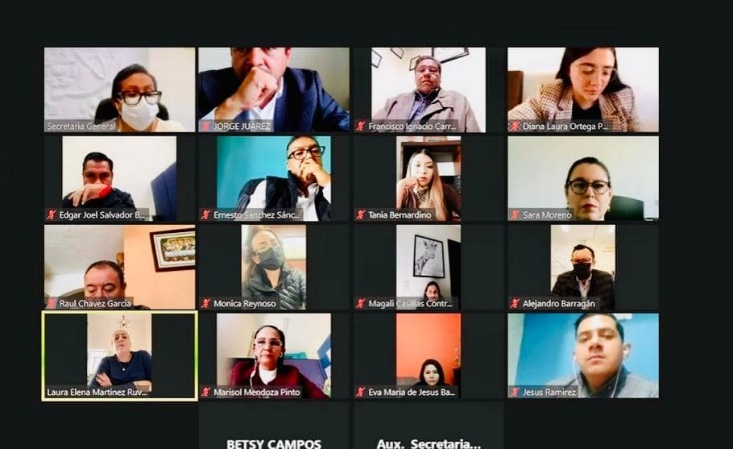 Secretaria General
JORGE JUAREZ
Francisco Ignacio Carr...
Diana Laura Ortega P...
Edgar Joel Salvador B...
Ernesto Sánchez Sánc...
Tania Bernardino
Sara Moreno
Raul Chavez Garcia
Monica Reynoso
Magali Casillas Contr...
Alejandro Barragán
Laura Elena Martinez Ruv...
Marisol Mendoza Pinto
Eva Maria de Jesus Ba...
Jesus Ramirez
BETSY CAMPOS
Aux. Secretaria...